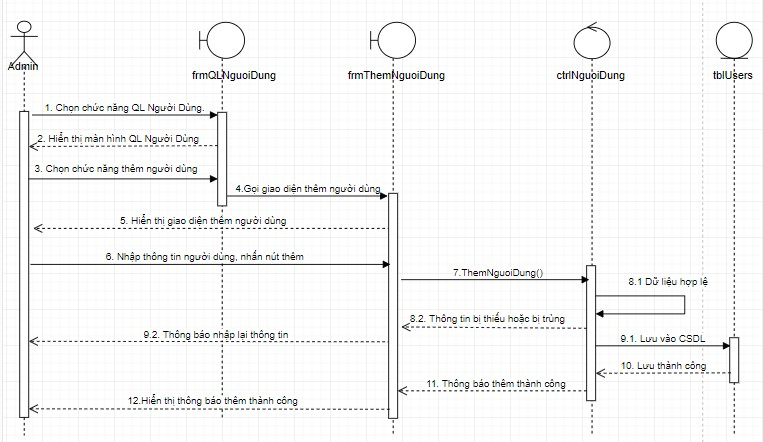 Admin
frmQLNguoiDung
frmThemNguoiDung
ctrlNguoiDung
tblUsers
1. Chọn chức năng QL Người Dùng.
2. Hiển thị màn hình QL Người Dùng
3. Chọn chức năng thêm người dùng
4.Gọi giao diện thêm người dùng
5. Hiển thị giao diện thêm người dùng
6. Nhập thông tin người dùng, nhấn nút thêm
7.ThemNguoiDung()
8.1 Dữ liệu hợp lệ
8.2. Thông tin bị thiếu hoặc bị trùng
9.2. Thông báo nhập lại thông tin
9.1. Lưu vào CSDL
10. Lưu thành công
11. Thông báo thêm thành công
12.Hiển thị thông báo thêm thành công